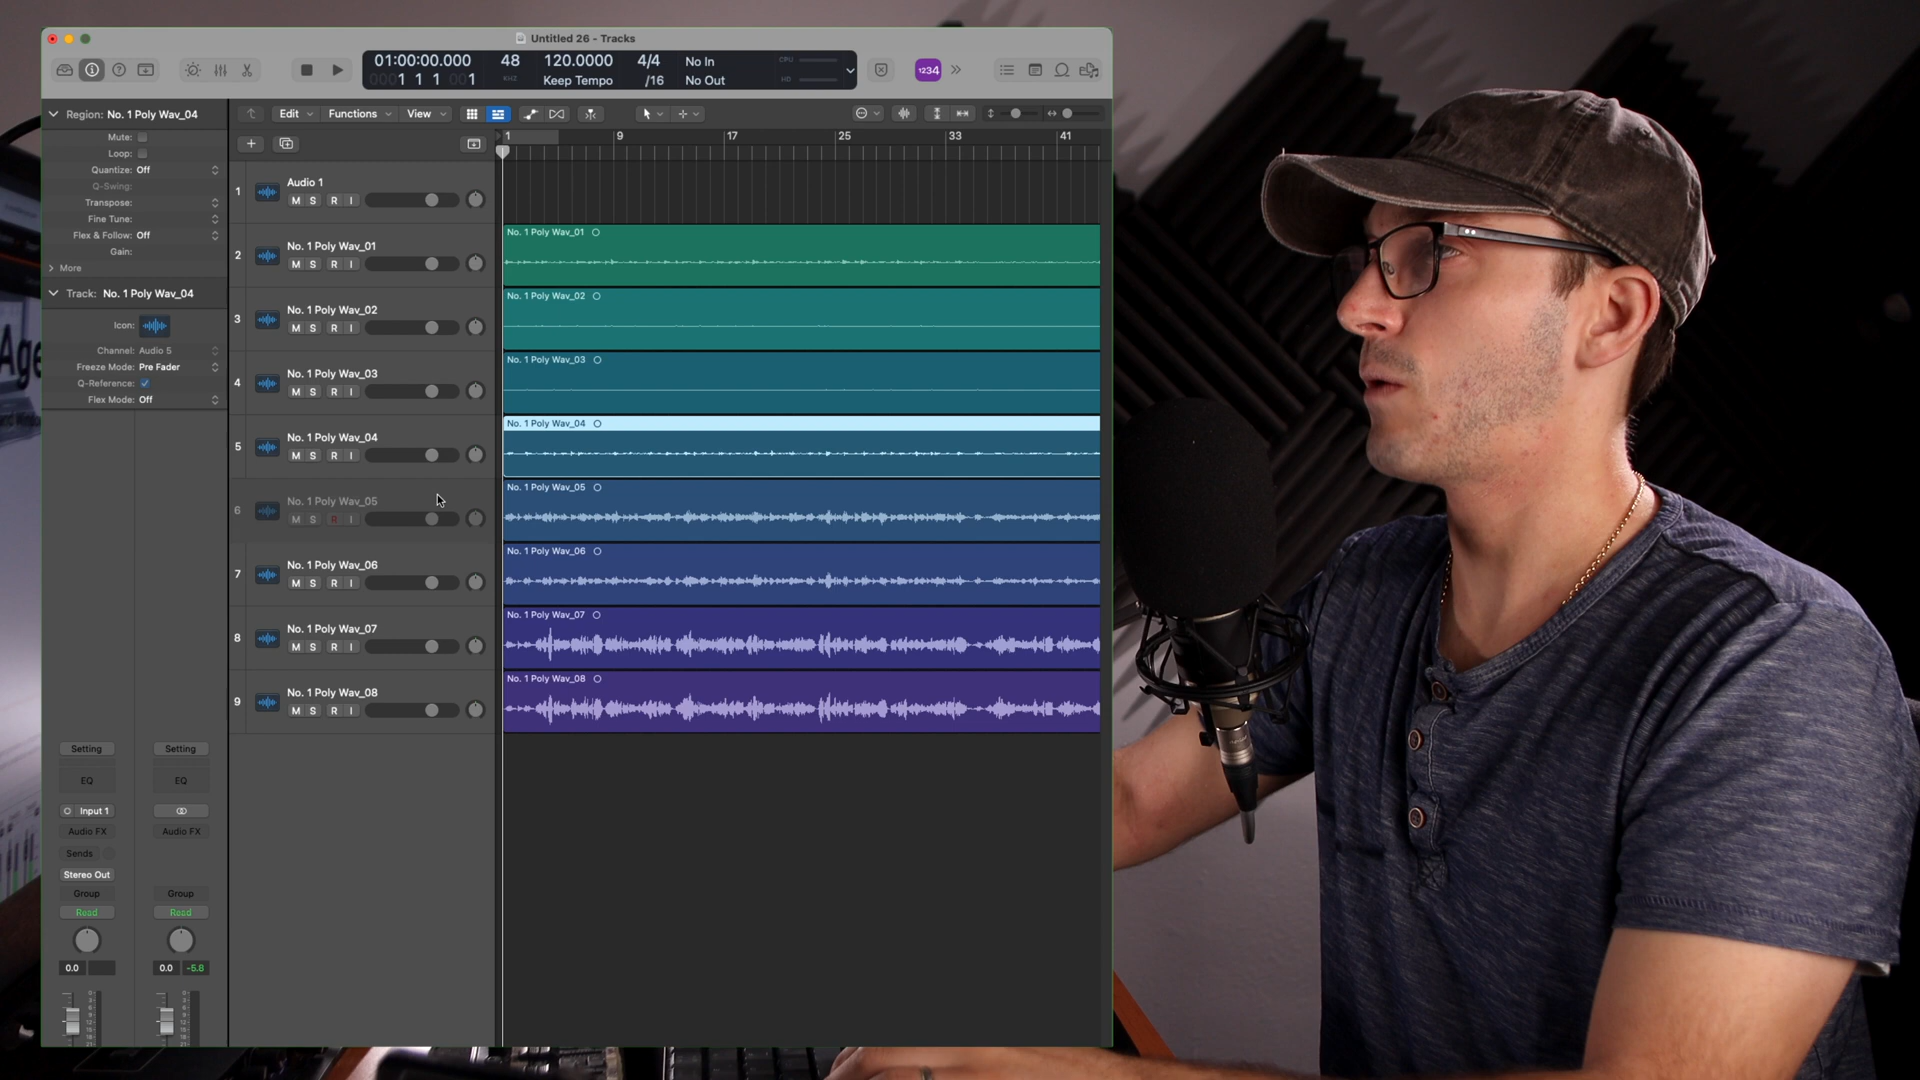 Untitled 26 - Tracks
01:00:00.000
0001 1 1 001
48
KHZ
120.0000
Keep Tempo
4/4
/16
No In
No Out
CPU
HD
1234
Region: No. 1 Poly Wav_04
Mute:
Loop:
Quantize: Off
Q-Swing:
Transpose:
Fine Tune:
Flex & Follow: Off
Gain:
More
Track: No. 1 Poly Wav_04
Icon:
Channel: Audio 5
Freeze Mode: Pre Fader
Q-Reference:
Flex Mode: Off
Setting
EQ
Input 1
Audio FX
Sends
Stereo Out
Group
Read
0.0
Setting
EQ
Audio FX
Group
Read
0.0 -5.8
Edit Functions View
1 9 17 25 33 41
1 Audio 1
M S R I
2 No. 1 Poly Wav_01
M S R I
3 No. 1 Poly Wav_02
M S R I
4 No. 1 Poly Wav_03
M S R I
5 No. 1 Poly Wav_04
M S R I
6 No. 1 Poly Wav_05
M S R I
7 No. 1 Poly Wav_06
M S R I
8 No. 1 Poly Wav_07
M S R I
9 No. 1 Poly Wav_08
M S R I
No. 1 Poly Wav_01
No. 1 Poly Wav_02
No. 1 Poly Wav_03
No. 1 Poly Wav_04
No. 1 Poly Wav_05
No. 1 Poly Wav_06
No. 1 Poly Wav_07
No. 1 Poly Wav_08